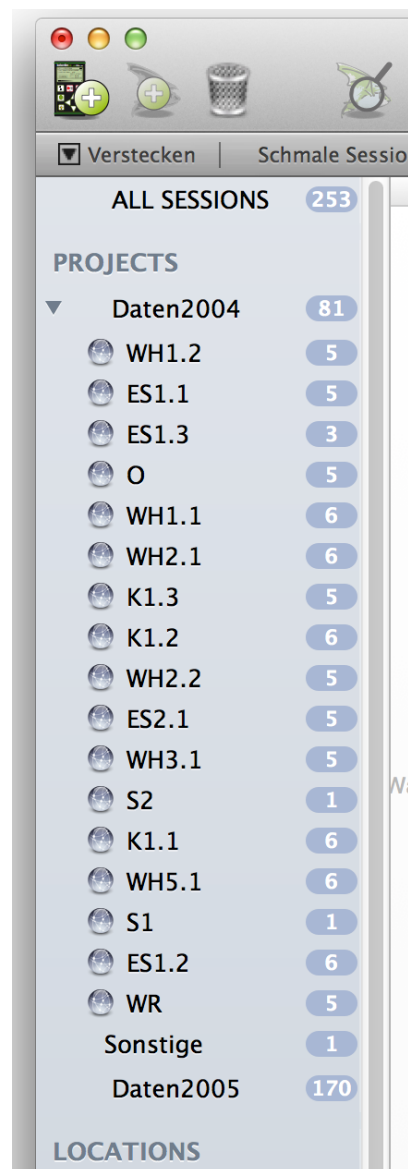 Verstecken | Schmale Sessio
ALL SESSIONS 253
PROJECTS
Daten2004 81
WH1.2 5
ES1.1 5
ES1.3 3
O 5
WH1.1 6
WH2.1 6
K1.3 5
K1.2 6
WH2.2 5
ES2.1 5
WH3.1 5
Wa
S2 1
K1.1 6
WH5.1 6
S1 1
ES1.2 6
WR 5
Sonstige 1
Daten2005 170
LOCATIONS